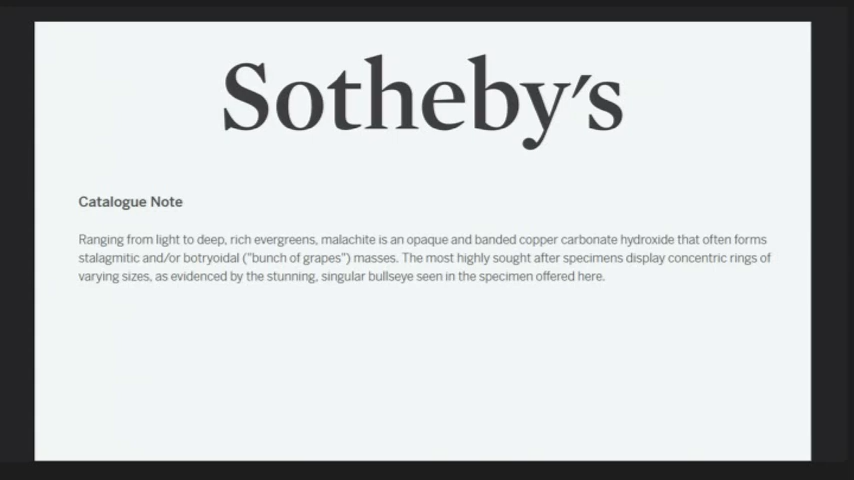 Sotheby's
Catalogue Note
Ranging from light to deep, rich evergreens, malachite is an opaque and banded copper carbonate hydroxide that often forms
stalagmitic and/or botryoidal ("bunch of grapes") masses. The most highly sought after specimens display concentric rings of
varying sizes, as evidenced by the stunning, singular bullseye seen in the specimen offered here.